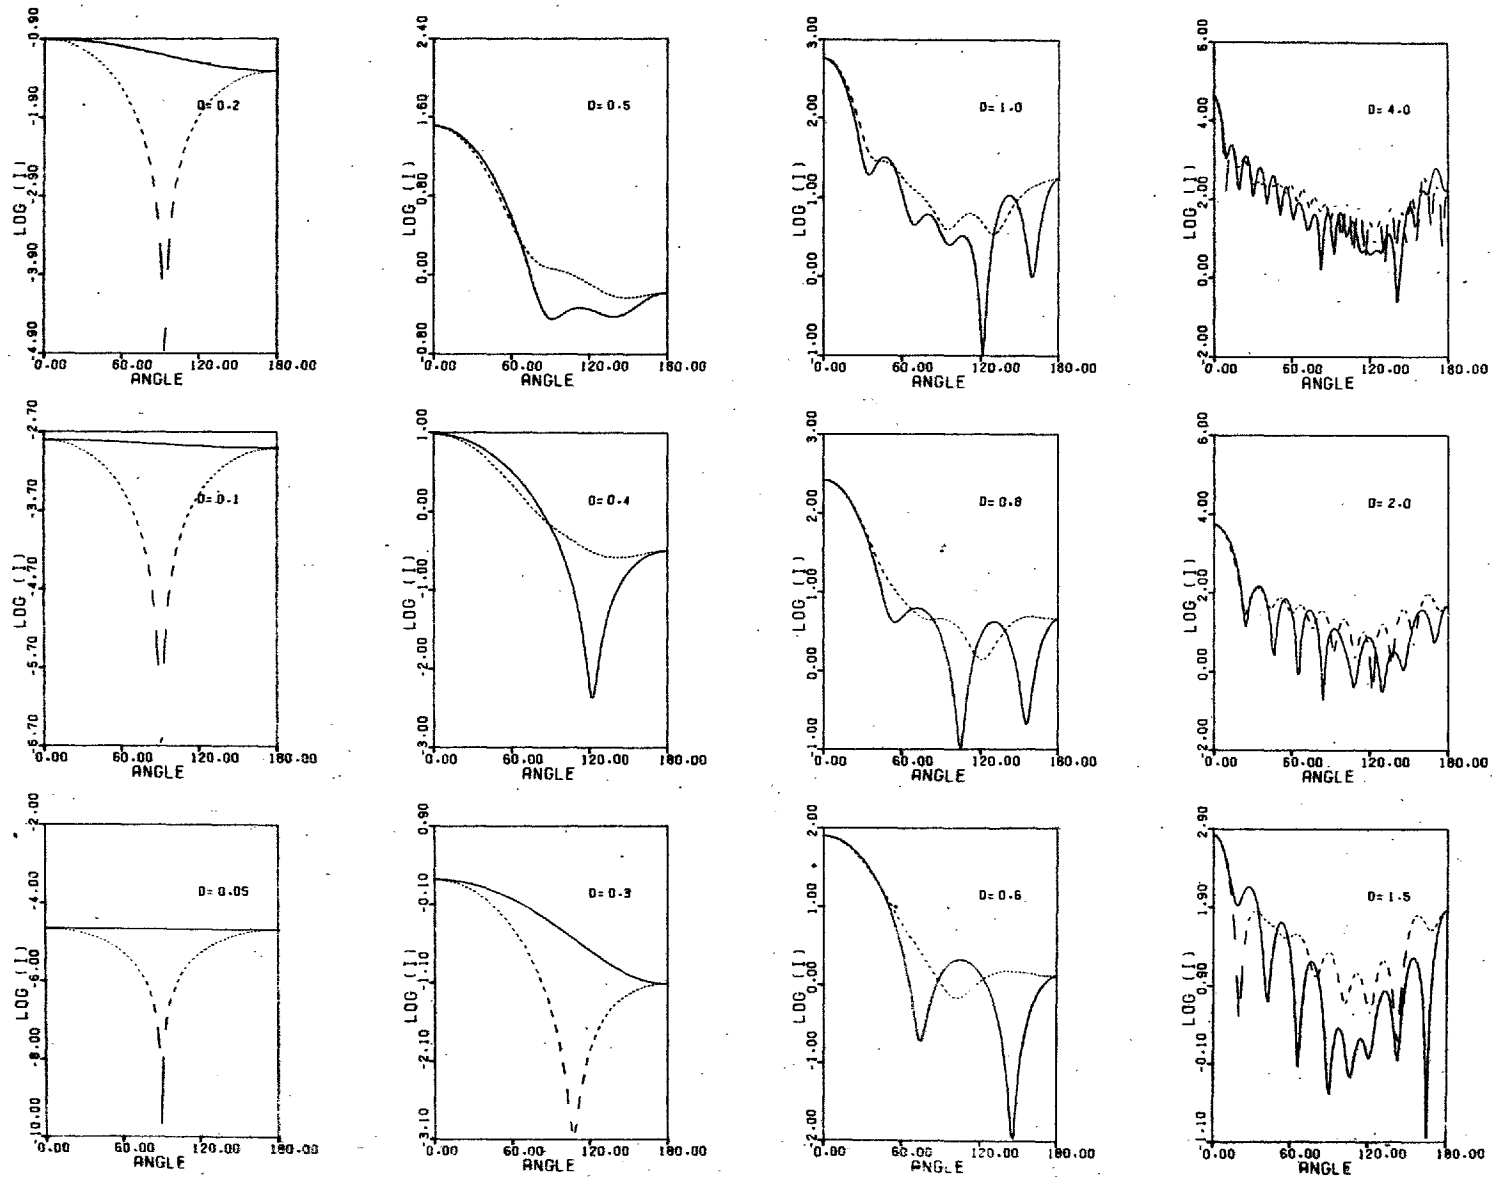 -0.90
-1.90
-2.90
-3.90
-4.90
LOG (I)
D= 0.2
0.00 60.00 120.00 180.00
ANGLE
2.40
1.60
0.80
0.00
-0.80
LOG (I)
D= 0.5
0.00 60.00 120.00 180.00
ANGLE
3.00
2.00
1.00
0.00
-1.00
LOG (I)
D= 1.0
0.00 60.00 120.00 180.00
ANGLE
6.00
4.00
2.00
0.00
-2.00
LOG (I)
D= 4.0
0.00 60.00 120.00 180.00
ANGLE
-2.70
-3.70
-4.70
-5.70
-6.70
LOG (I)
D= 0.1
0.00 60.00 120.00 180.00
ANGLE
1.00
0.00
-1.00
-2.00
-3.00
LOG (I)
D= 0.4
0.00 60.00 120.00 180.00
ANGLE
3.00
2.00
1.00
0.00
-1.00
LOG (I)
D= 0.8
0.00 60.00 120.00 180.00
ANGLE
6.00
4.00
2.00
0.00
-2.00
LOG (I)
D= 2.0
0.00 60.00 120.00 180.00
ANGLE
-2.00
-4.00
-6.00
-8.00
-10.00
LOG (I)
D= 0.05
0.00 60.00 120.00 180.00
ANGLE
0.90
-0.10
-1.10
-2.10
-3.10
LOG (I)
D= 0.3
0.00 60.00 120.00 180.00
ANGLE
2.00
1.00
0.00
-1.00
-2.00
LOG (I)
D= 0.6
0.00 60.00 120.00 180.00
ANGLE
2.90
1.90
0.90
-0.10
-1.10
LOG (I)
D= 1.5
0.00 60.00 120.00 180.00
ANGLE